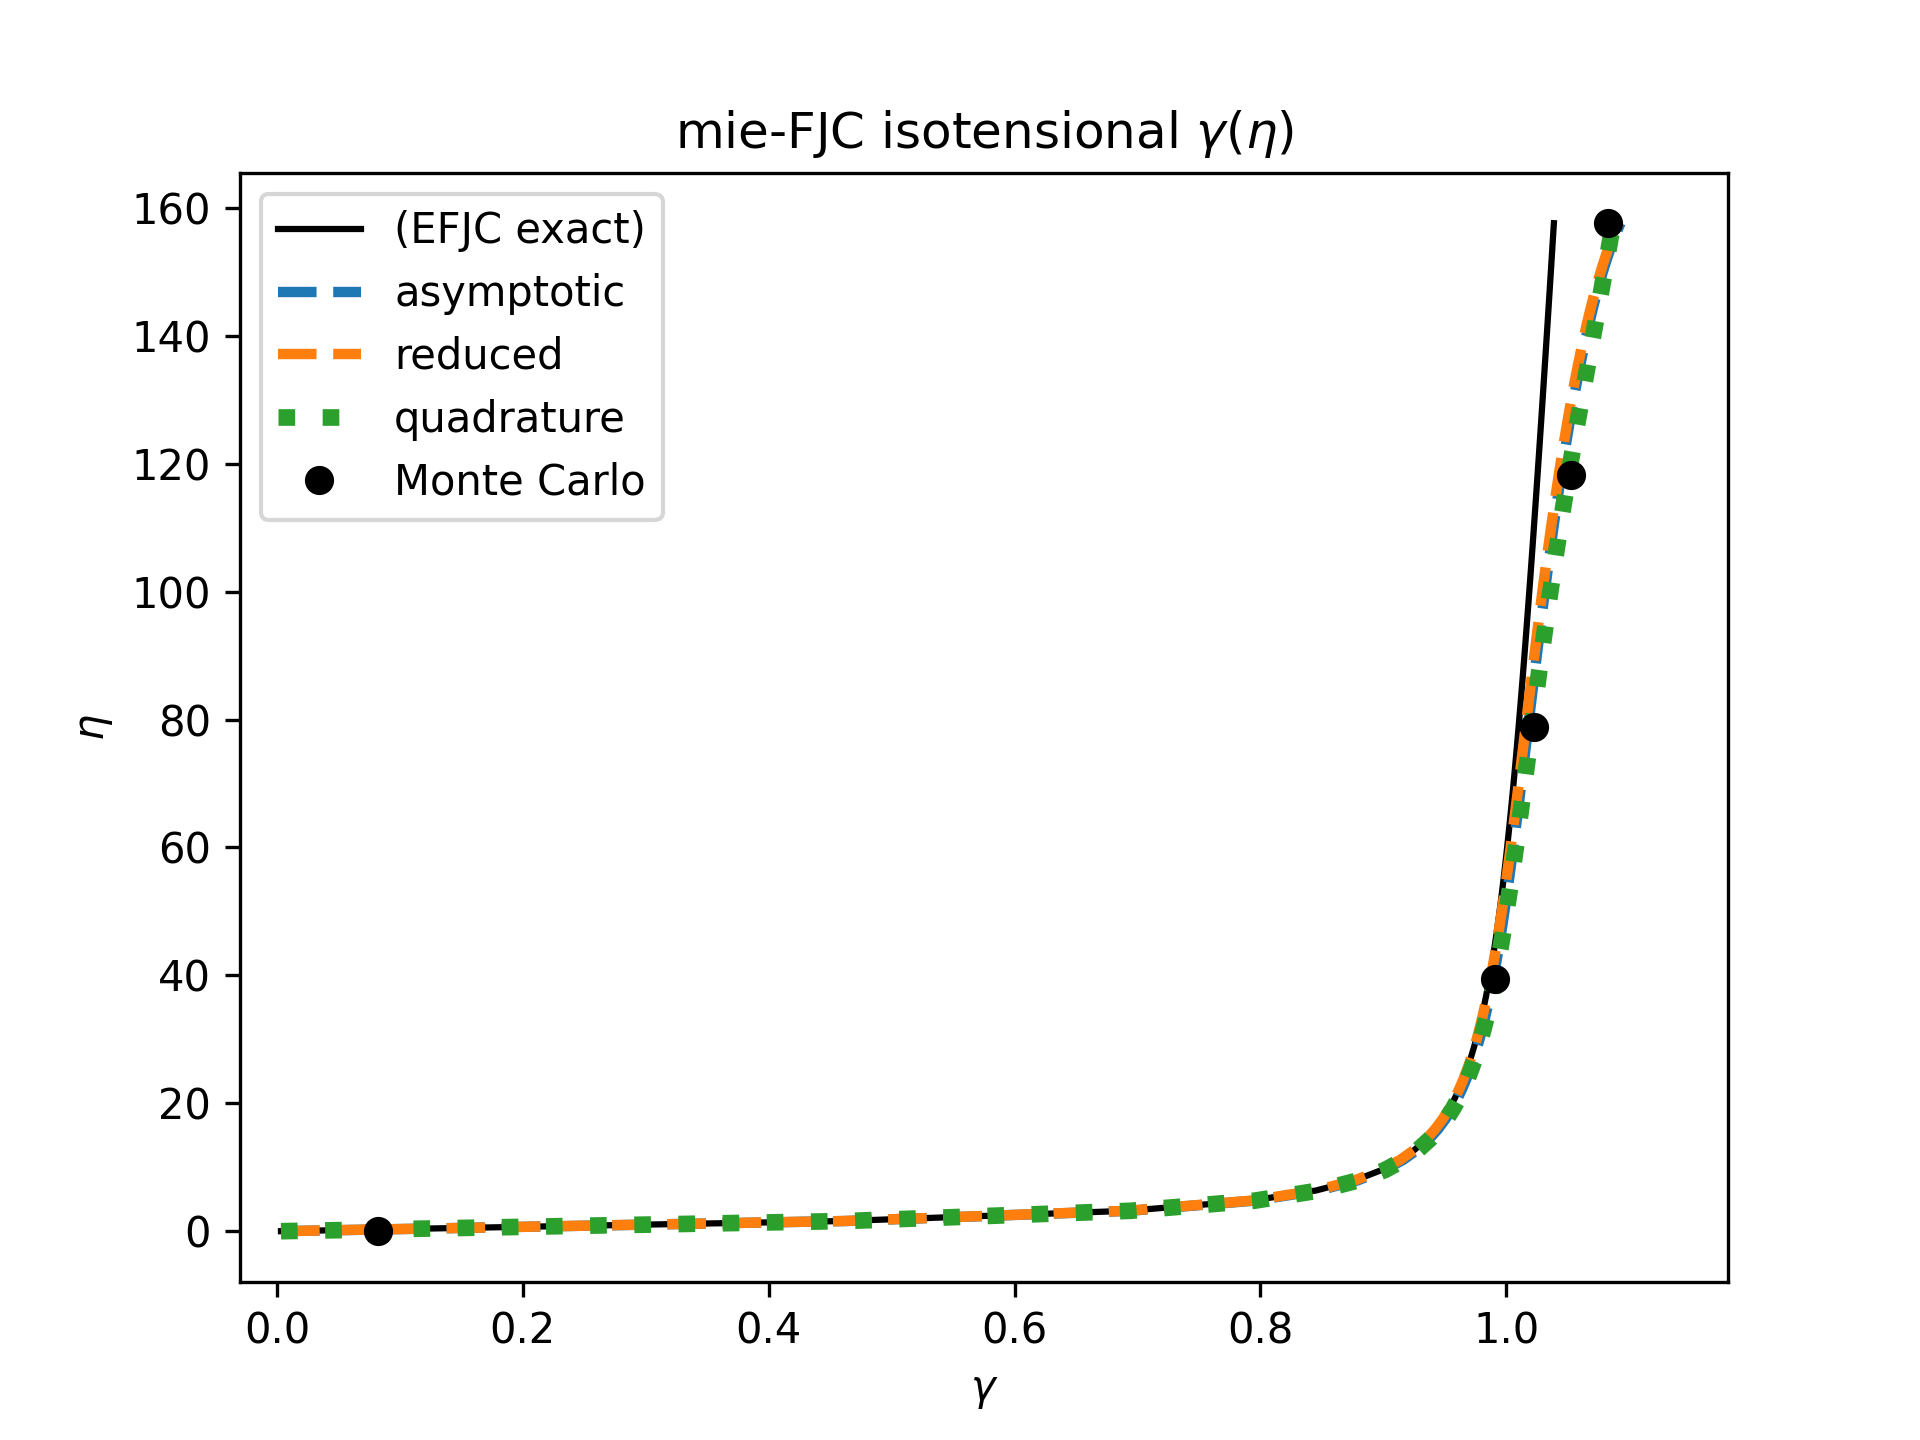 mie-FJC isotensional γ(η)
(EFJC exact)
asymptotic
reduced
quadrature
Monte Carlo
160
140
120
100
80
60
40
20
0
η
0.0 0.2 0.4 0.6 0.8 1.0
γ